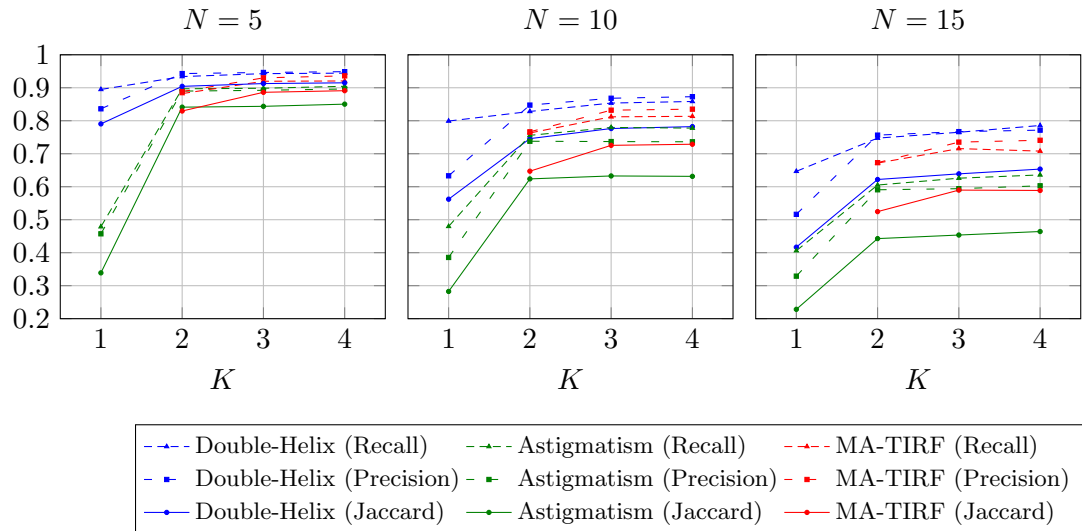 N = 5 N = 10 N = 15
1
0.9
0.8
0.7
0.6
0.5
0.4
0.3
0.2
1 2 3 4 1 2 3 4 1 2 3 4
K K K
Double-Helix (Recall) Astigmatism (Recall) MA-TIRF (Recall)
Double-Helix (Precision) Astigmatism (Precision) MA-TIRF (Precision)
Double-Helix (Jaccard) Astigmatism (Jaccard) MA-TIRF (Jaccard)